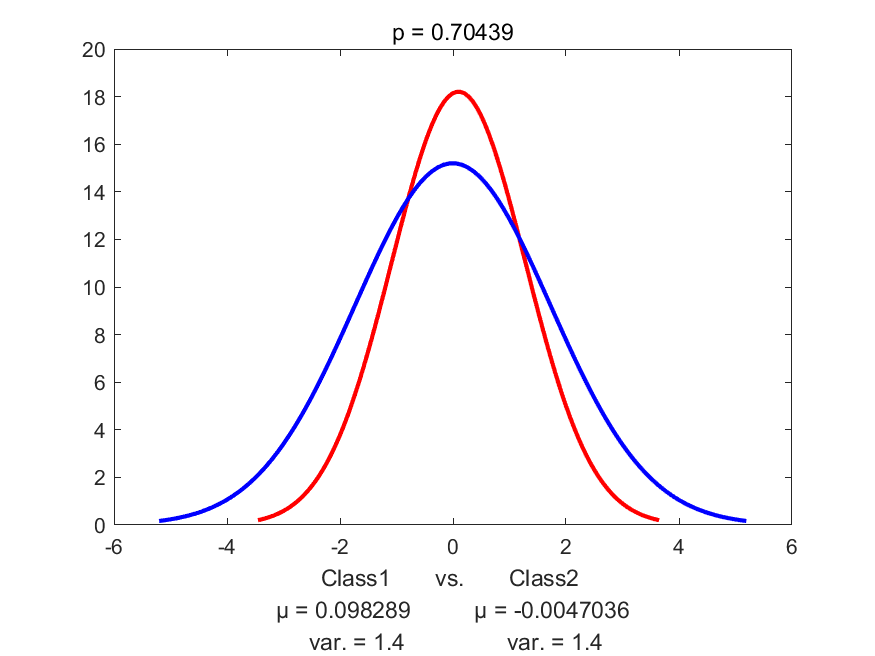 p = 0.70439
20
18
16
14
12
10
8
6
4
2
0
-6 -4 -2 0 2 4 6
Class1 vs. Class2
μ = 0.098289 μ = -0.0047036
var. = 1.4 var. = 1.4